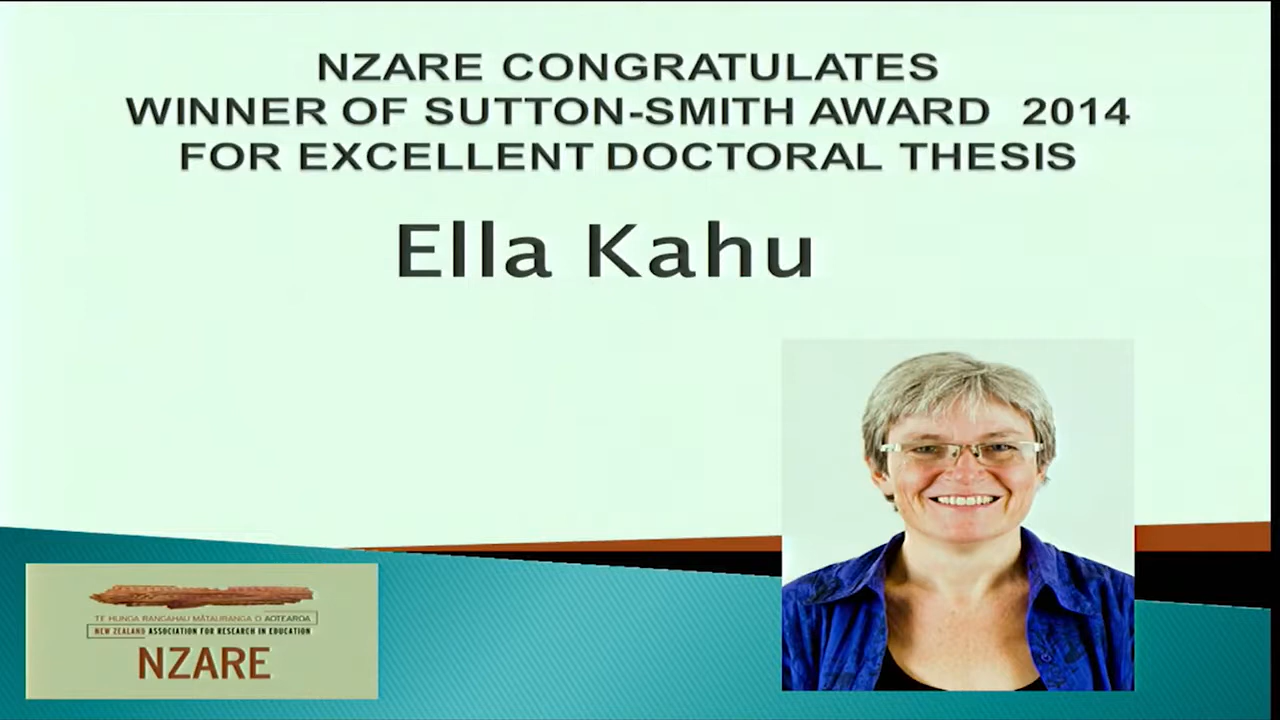 NZARE CONGRATULATES
WINNER OF SUTTON-SMITH AWARD 2014
FOR EXCELLENT DOCTORAL THESIS
Ella Kahu
TE HUNGA RANGAHAU MĀTAURANGA O AOTEAROA
NEW ZEALAND ASSOCIATION FOR RESEARCH IN EDUCATION
NZARE